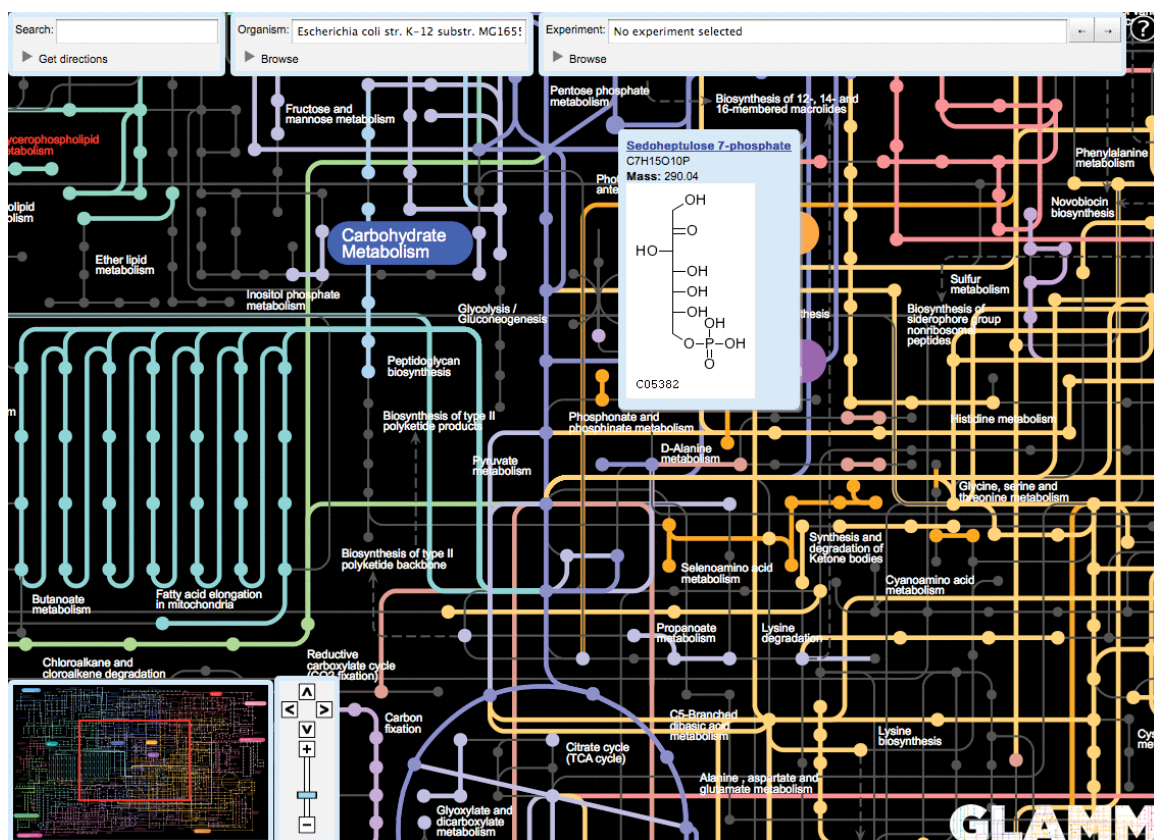 Search:
Get directions
Organism: Escherichia coli str. K-12 substr. MG1655
Browse
Experiment: No experiment selected
← →
?
Browse
Pentose phosphate
metabolism
Biosynthesis of 12-, 14- and
16-membered macrolides
Fructose and
mannose metabolism
Sedoheptulose 7-phosphate
C7H15O10P
Mass: 290.04
OH
O
HO
OH
OH
OH
OH
O
P
OH
O
C05382
Phenylalanine
metabolism
Novobiocin
biosynthesis
Carbohydrate
Metabolism
Ether lipid
metabolism
Inositol phosphate
metabolism
Glycolysis /
Gluconeogenesis
Sulfur
metabolism
Biosynthesis of
siderophore group
nonribosomal
peptides
Peptidoglycan
biosynthesis
Biosynthesis of type II
polyketide products
Phosphonate and
phosphinate metabolism
Histidine metabolism
Pyruvate
metabolism
D-Alanine
metabolism
Glycine, serine and
threonine metabolism
Biosynthesis of type II
polyketide backbone
Synthesis and
degradation of
Ketone bodies
Selenoamino acid
metabolism
Cyanoamino acid
metabolism
Butanoate
metabolism
Fatty acid elongation
in mitochondria
Propanoate
metabolism
Lysine
degradation
Chloroalkane and
cloroalkene degradation
Reductive
carboxylate cycle
(CO2 fixation)
Carbon
fixation
C5-Branched
dibasic acid
metabolism
Lysine
biosynthesis
Citrate cycle
(TCA cycle)
Alanine , aspartate and
glutamate metabolism
Glyoxylate and
dicarboxylate
metabolism
GLAMM